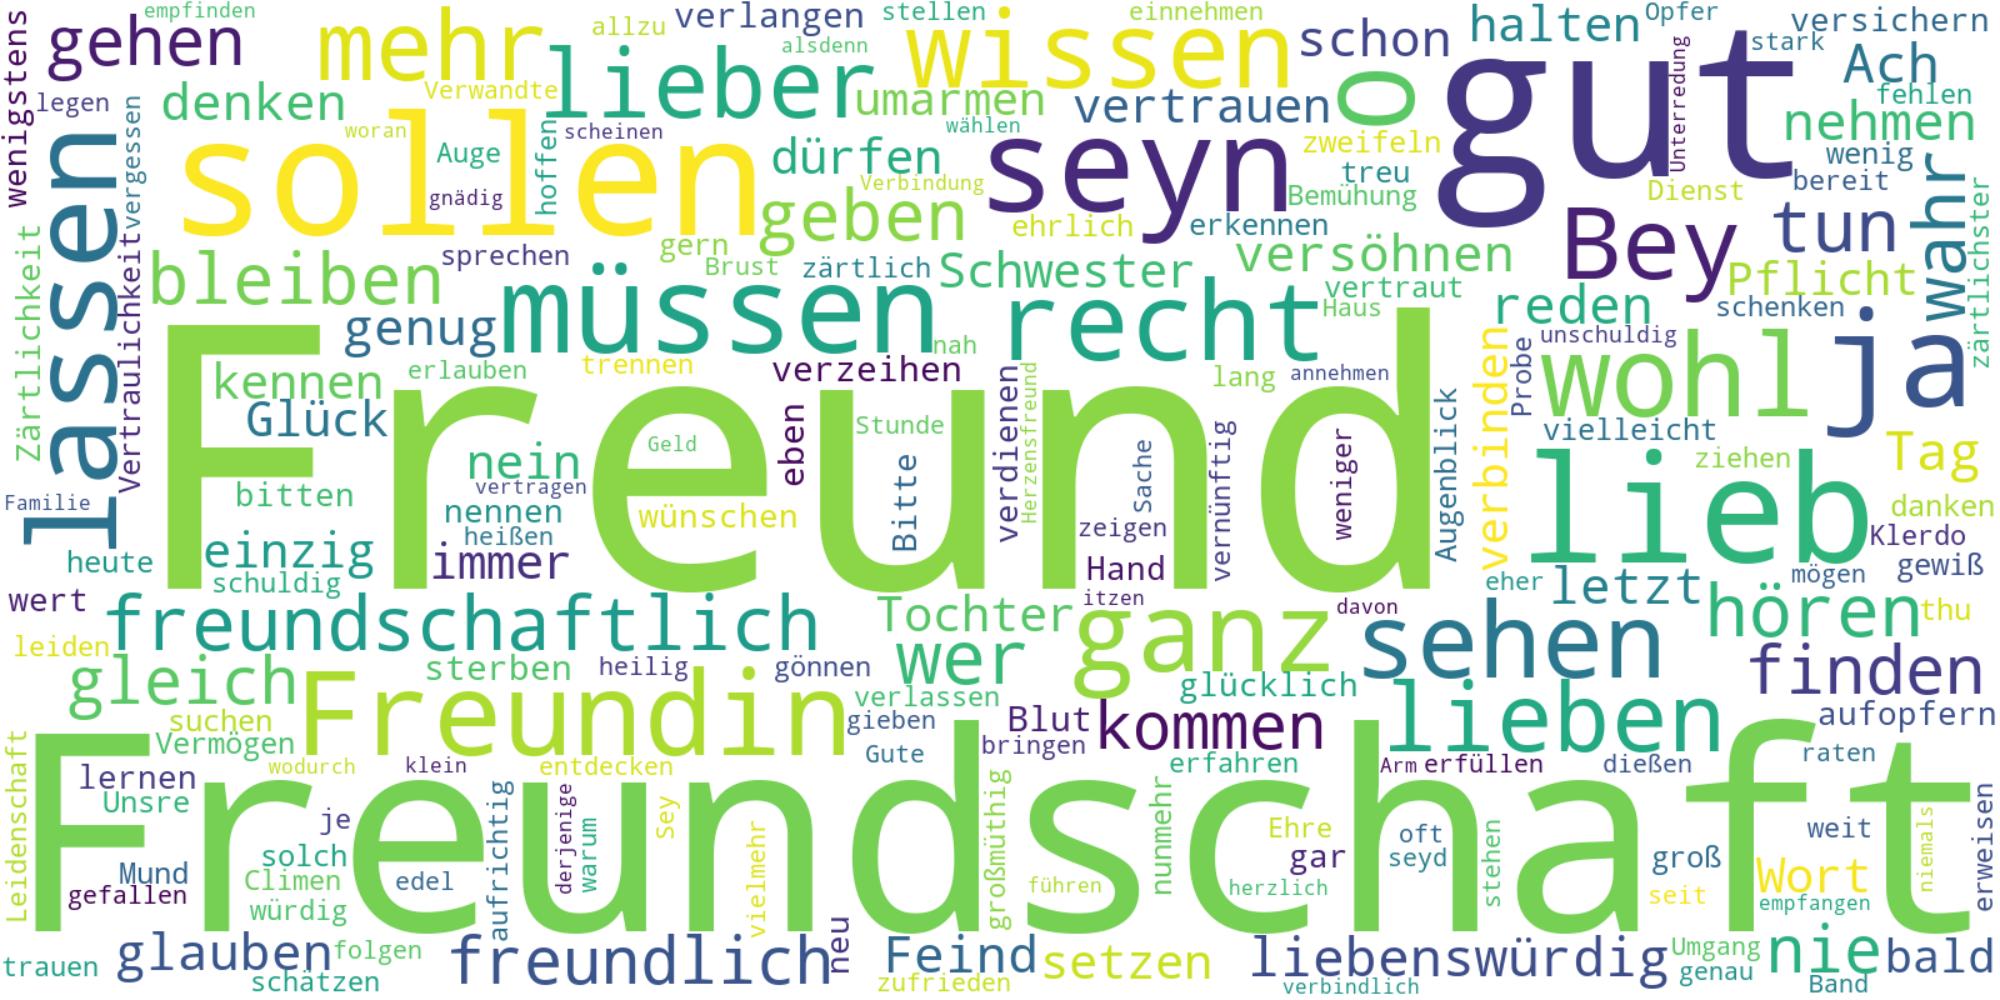 empfinden
gehen
mehr
allzu
verlangen
stellen
einnehmen
wissen
schon
halten
Opfer
versichern
wenigstens
legen
denken
Verwandte
lieber
alsdenn
umarmen
vertrauen
o
gut
Unterredung
stark
Ach
fehlen
lassen
vergessen
woran
sollen
Auge
hoffen
scheinen
wählen
dürfen
seyn
zweifeln
treu
nehmen
wenig
gnädig
Verbindung
Bemühung
Dienst
bereit
wahr
zärtlichster
Zärtlichkeit
Vertraulichkeit
geben
ehrlich
erkennen
Bey
tun
bleiben
sprechen
gern
Brust
zärtlich
Schwester
versöhnen
Pflicht
genug
müssen
recht
vertraut
Haus
reden
schenken
nah
unschuldig
Freund
kennen
erlauben
trennen
verzeihen
lang
annehmen
verbinden
Probe
wohl
ja
Glück
Geld
eben
Stunde
verdienen
Herzensfreund
Sache
vernünftig
weniger
Augenblick
vielleicht
Tag
nein
bitten
vertragen
Bitte
lieb
ziehen
Familie
nennen
wünschen
zeigen
danken
heißen
Klerdo
heute
einzig
immer
Hand
gewiß
schuldig
eher
letzt
mögen
wert
freundschaftlich
Tochter
itzen
davon
hören
thu
leiden
wer
ganz
sehen
gleich
sterben
heilig
gönnen
glücklich
finden
suchen
Freundin
verlassen
gieben
Blut
kommen
lieben
aufopfern
Leidenschaft
Vermögen
Gute
bringen
raten
lernen
wodurch
klein
entdecken
erfahren
Arm
erfüllen
dießen
Freundschaft
Unsre
je
aufrichtig
derjenige
warum
Sey
vielmehr
großmüthig
nunmehr
Ehre
oft
weit
niemals
erweisen
solch
gar
seyd
groß
Mund
Climen
edel
führen
herzlich
stehen
Wort
gefallen
seit
empfangen
würdig
glauben
folgen
freundlich
neu
Feind
setzen
liebenswürdig
Umgang
nie
bald
trauen
schätzen
zufrieden
verbindlich
genau
Band